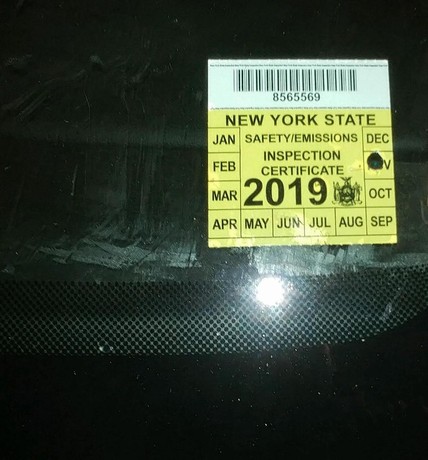 8565569
NEW YORK STATE
JAN SAFETY/EMISSIONS DEC
FEB INSPECTION
CERTIFICATE
MAR 2019 OCT
APR MAY JUN JUL AUG SEP